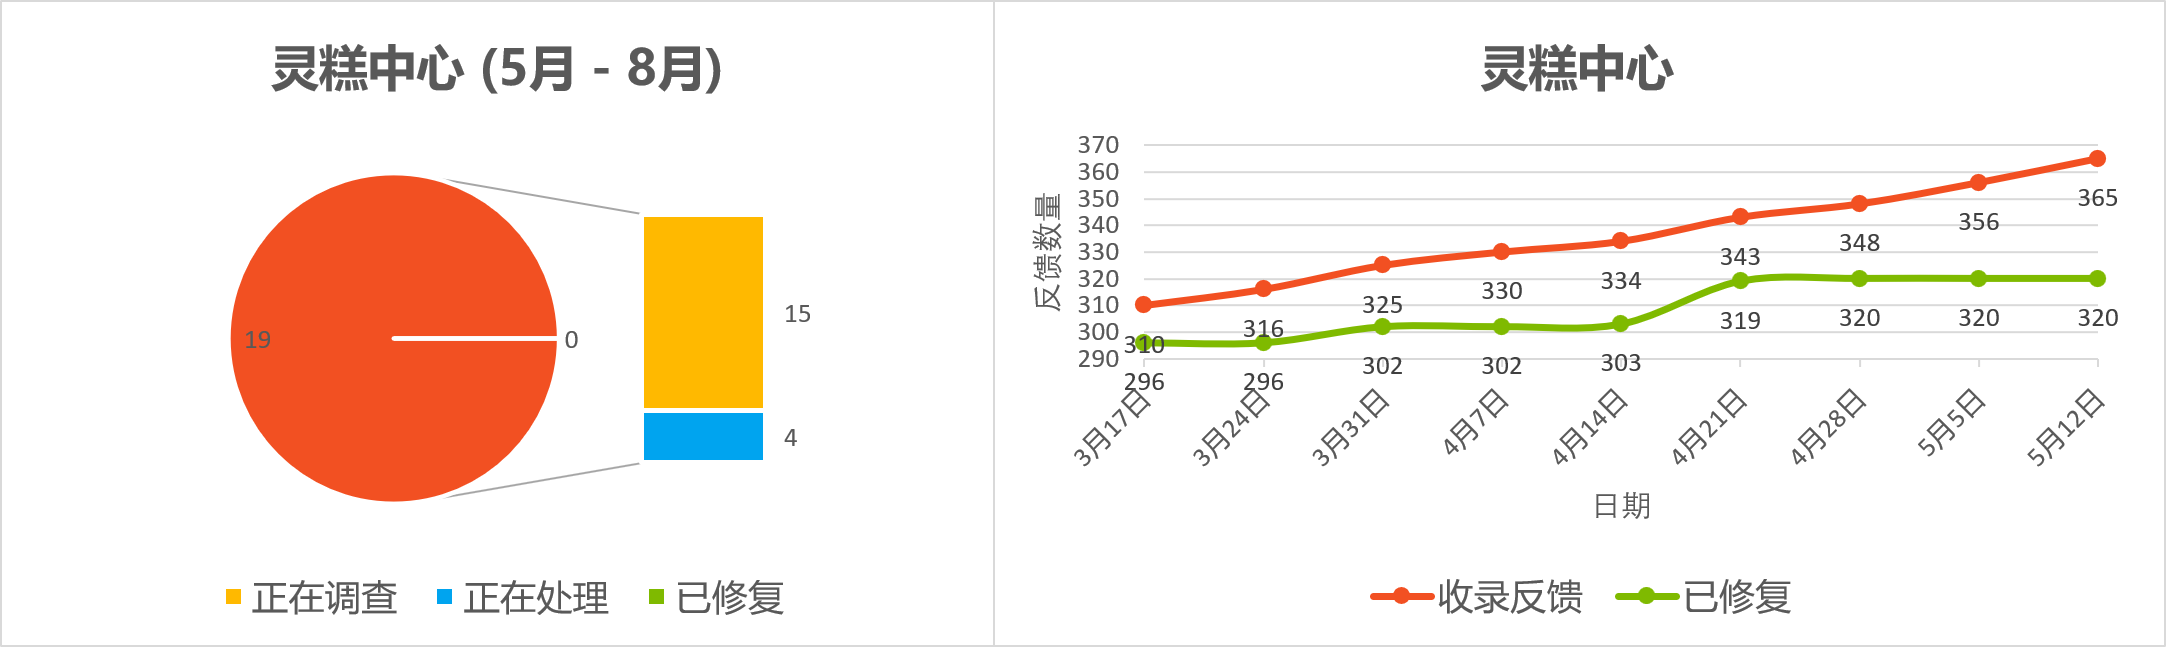 灵糕中心 (5月 - 8月)
19
0
15
4
正在调查 正在处理 已修复
灵糕中心
反馈数量
370
360
350
340
330
320
310
300
290
310 316 325 330 334 343 348 356 365
296 296 302 302 303 319 320 320 320
3月17日 3月24日 3月31日 4月7日 4月14日 4月21日 4月28日 5月5日 5月12日
日期
收录反馈 已修复